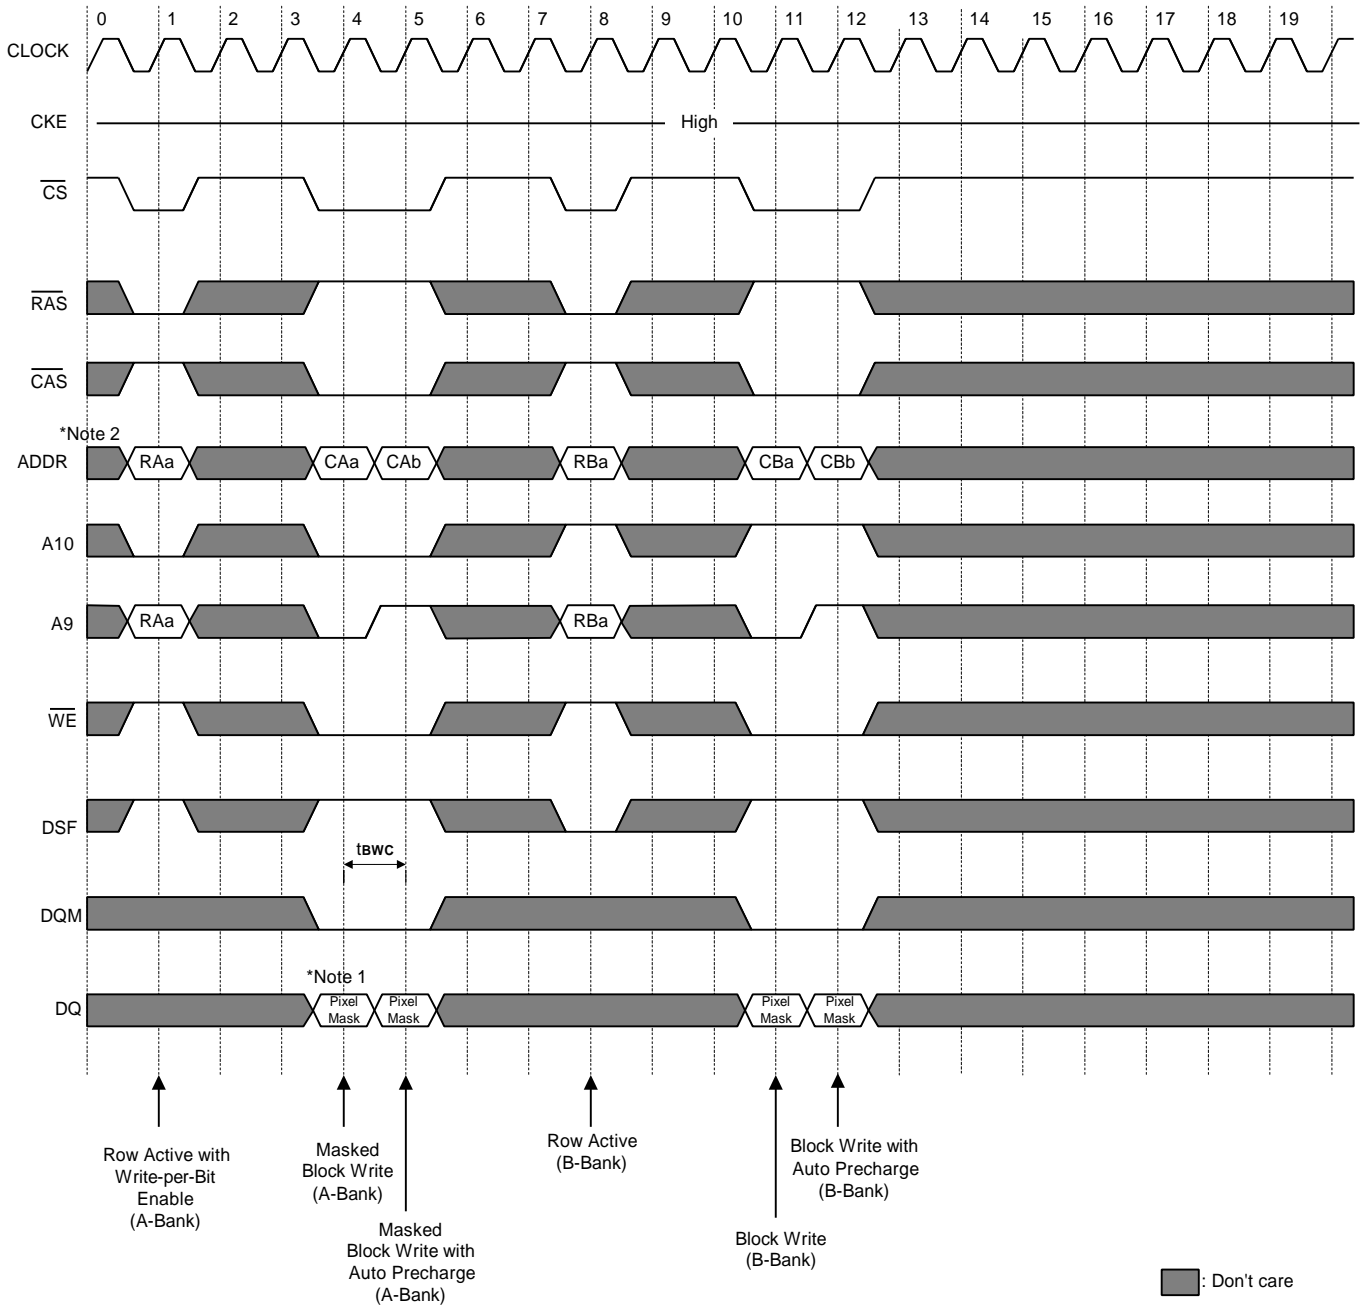 0 1 2 3 4 5 6 7 8 9 10 11 12 13 14 15 16 17 18 19
CLOCK
CKE High
CS
RAS
CAS
*Note 2
ADDR RAa CAa CAb RBa CBa CBb
A10
A9 RAa RBa
WE
DSF
tBWC
DQM
*Note 1
DQ Pixel Mask Pixel Mask Pixel Mask Pixel Mask
Row Active with
Write-per-Bit
Enable
(A-Bank)
Masked
Block Write
(A-Bank)
Masked
Block Write with
Auto Precharge
(A-Bank)
Row Active
(B-Bank)
Block Write
(B-Bank)
Block Write with
Auto Precharge
(B-Bank)
: Don't care